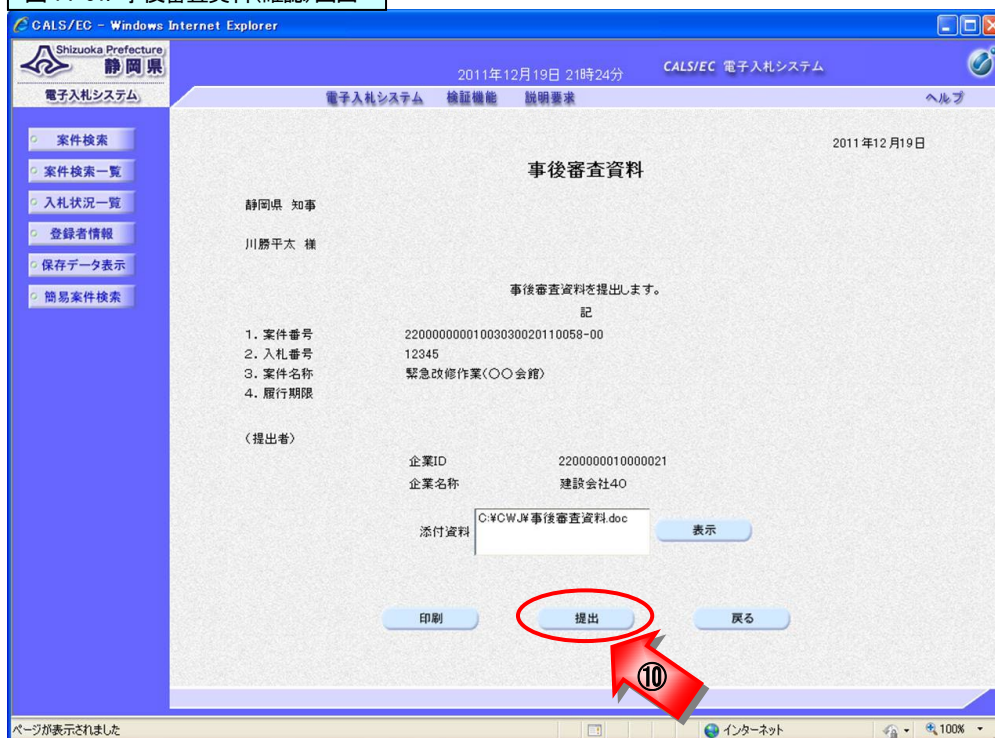 CALS/EC - Windows Internet Explorer
Shizuoka Prefecture
静岡県
電子入札システム
2011年12月19日 21時24分
CALS/EC 電子入札システム
電子入札システム 検証機能 説明要求 ヘルプ
案件検索
案件検索一覧
入札状況一覧
登録者情報
保存データ表示
簡易案件検索
2011年12月19日
事後審査資料
静岡県 知事
川勝平太 様
事後審査資料を提出します。
記
1. 案件番号 22000000001003030020110058-00
2. 入札番号 12345
3. 案件名称 緊急改修作業(〇〇会館)
4. 履行期限
(提出者)
企業ID 2200000010000021
企業名称 建設会社40
添付資料 C:¥CWJ¥事後審査資料.doc 表示
印刷 提出 戻る
⑩
ページが表示されました インターネット 100%